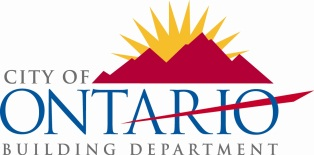 CITY OF
ONTARIO
BUILDING DEPARTMENT